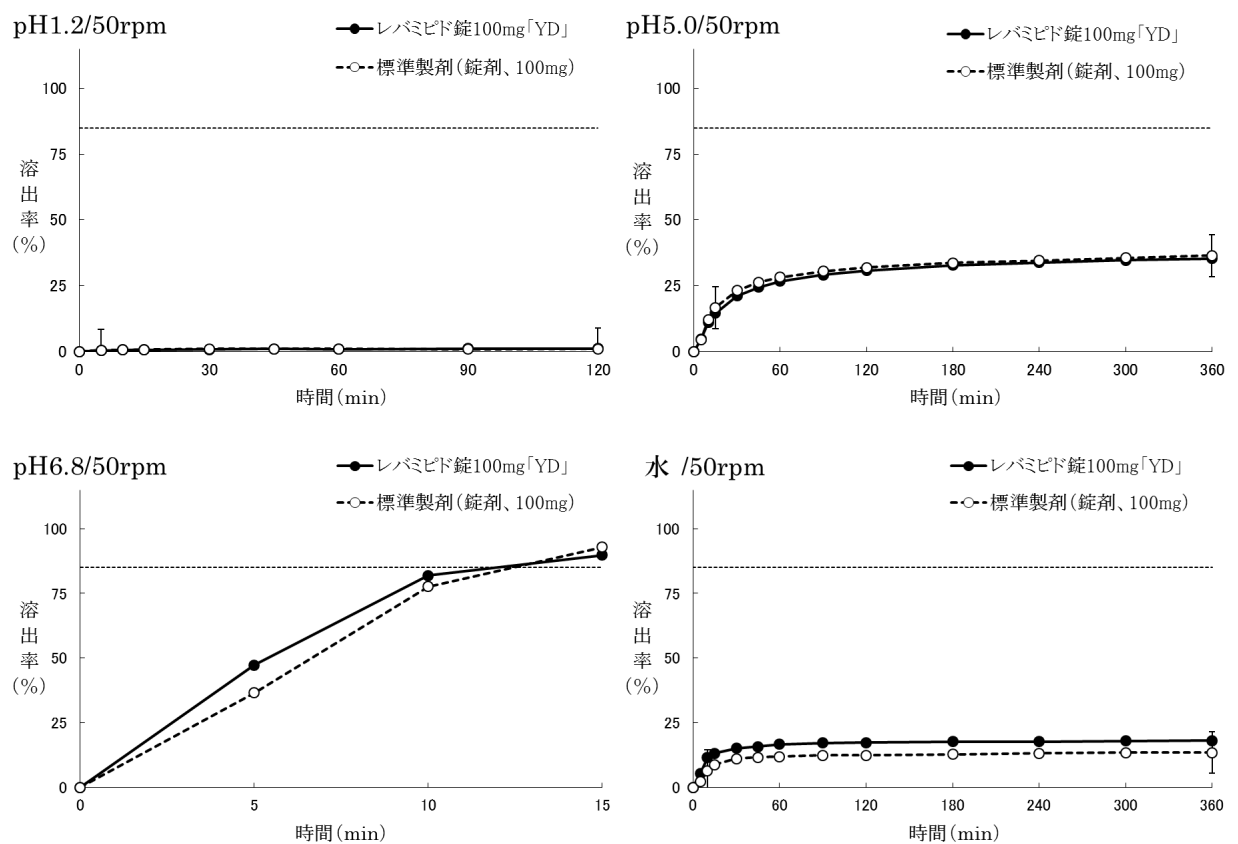 pH1.2/50rpm
レバミピド錠100mg「YD」
標準製剤(錠剤、100mg)
100
75
50
25
0
溶出率(%)
0 30 60 90 120
時間(min)
pH5.0/50rpm
レバミピド錠100mg「YD」
標準製剤(錠剤、100mg)
100
75
50
25
0
溶出率(%)
0 60 120 180 240 300 360
時間(min)
pH6.8/50rpm
レバミピド錠100mg「YD」
標準製剤(錠剤、100mg)
100
75
50
25
0
溶出率(%)
0 5 10 15
時間(min)
水 /50rpm
レバミピド錠100mg「YD」
標準製剤(錠剤、100mg)
100
75
50
25
0
溶出率(%)
0 60 120 180 240 300 360
時間(min)